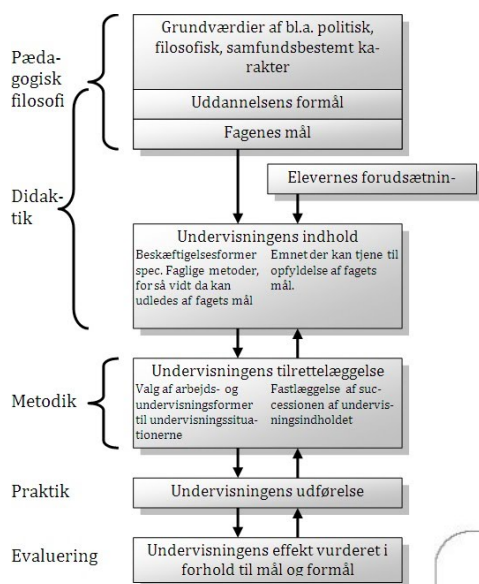 Pæda-
gogisk
filosofi
Grundværdier af bl.a. politisk,
filosofisk, samfundsbestemt ka-
rakter
Uddannelsens formål
Fagenes mål
Didak-
tik
Elevernes forudsætnin-
Undervisningens indhold
Beskæftigelsesformer
spec. Faglige metoder,
for så vidt da kan
udledes af fagets mål
Emnet der kan tjene til
opfyldelse af fagets
mål.
Metodik
Undervisningens tilrettelæggelse
Valg af arbejds- og
undervisningsformer
til undervisningssitua-
tionerne
Fastlæggelse af suc-
cessionen af undervis-
ningsindholdet
Praktik
Undervisningens udførelse
Evaluering
Undervisningens effekt vurderet i
forhold til mål og formål